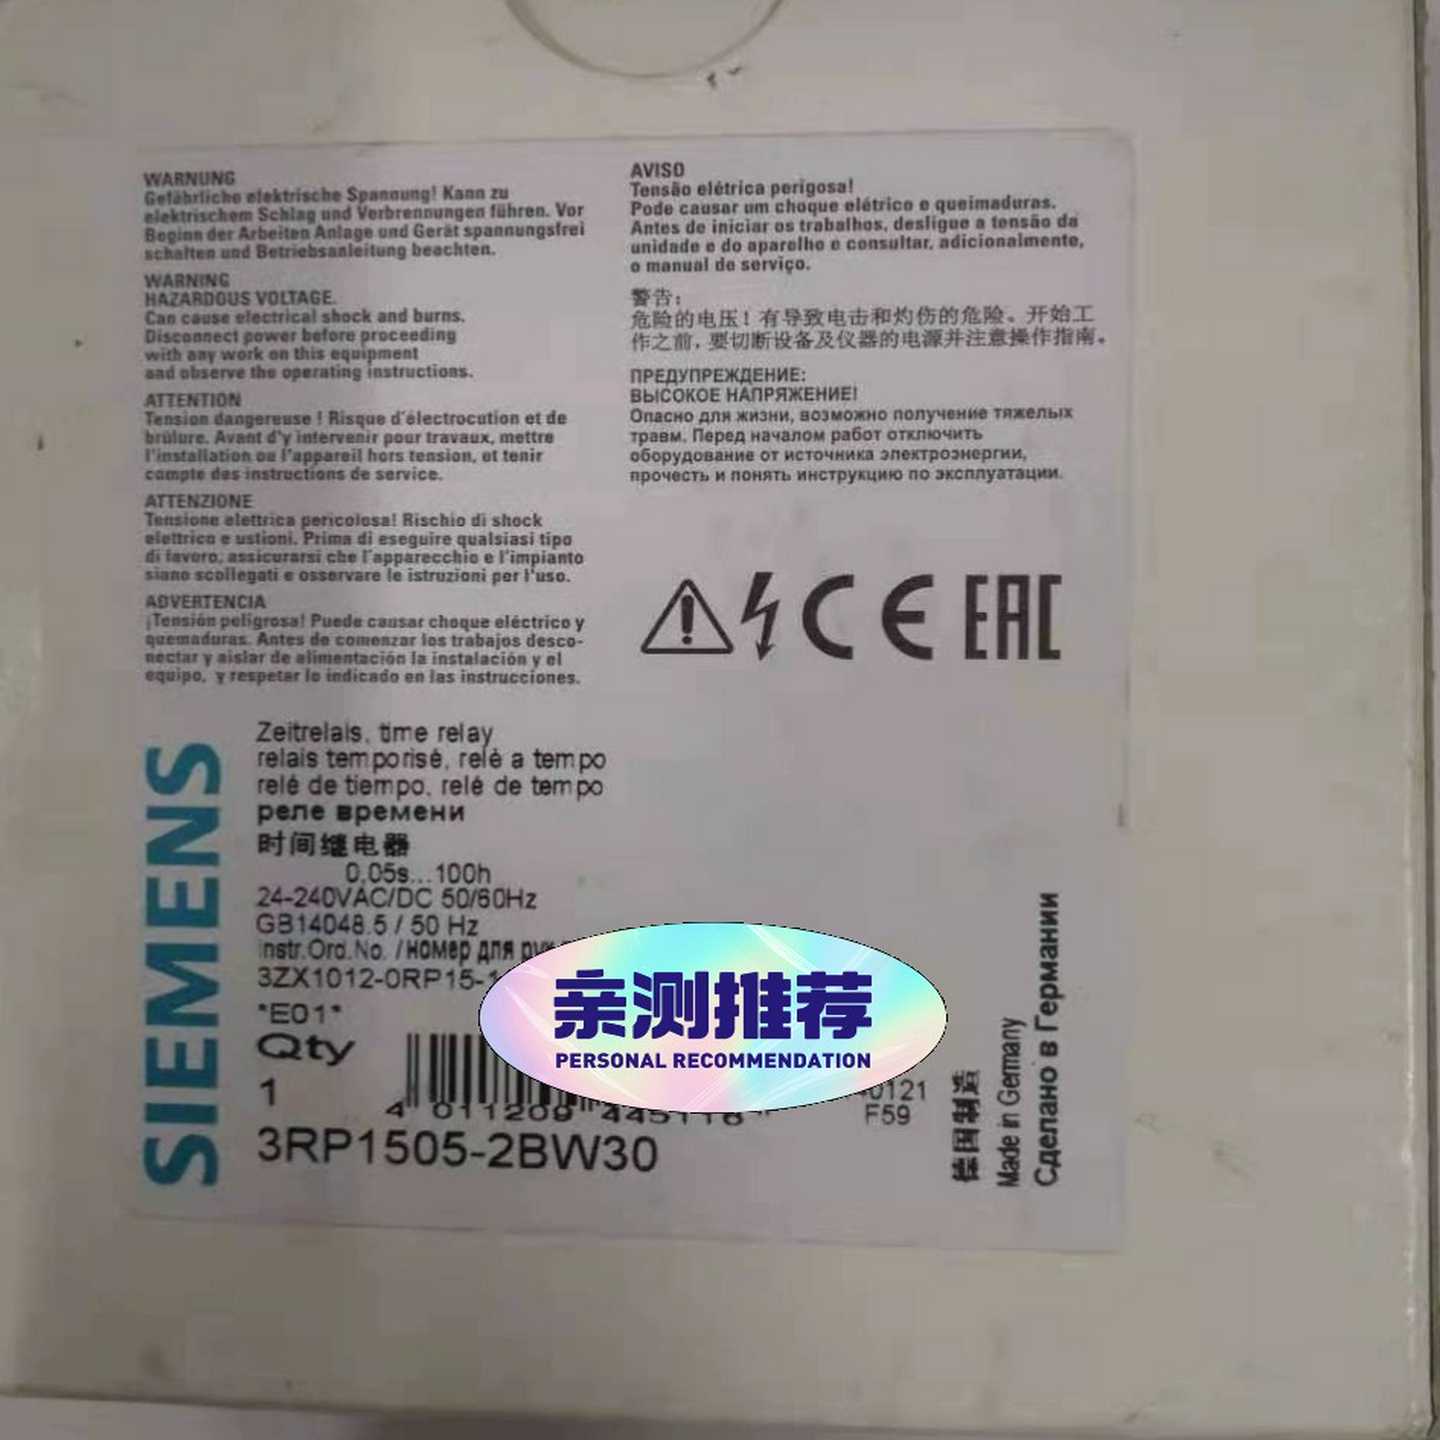 WARNUNG
Gefährliche elektrische Spannung! Kann zu
elektrischem Schlag und Verbrennungen führen. Vor
Beginn der Arbeiten Anlage und Gerät spannungsfrei
schalten und Betriebsanleitung beachten.
WARNING
HAZARDOUS VOLTAGE.
Can cause electrical shock and burns.
Disconnect power before proceeding
with any work on this equipment
and observe the operating instructions.
ATTENTION
Tension dangereuse ! Risque d'électrocution et de
brûlure. Avant d'y intervenir pour travaux, mettre
l'installation ou l'appareil hors tension, et tenir
compte des instructions de service.
ATTENZIONE
Tensione elettrica pericolosa! Rischio di shock
elettrico e ustioni. Prima di eseguire qualsiasi tipo
di lavoro, assicurarsi che l'apparecchio e l'impianto
siano scollegati e osservare le istruzioni per l'uso.
ADVERTENCIA
¡Tensión peligrosa! Puede causar choque eléctrico y
quemaduras. Antes de comenzar los trabajos desco-
nectar y aislar de alimentación la instalación y el
equipo, y respetar lo indicado en las instrucciones.
AVISO
Tensão elétrica perigosa!
Pode causar um choque elétrico e queimaduras.
Antes de iniciar os trabalhos, desligue a tensão da
unidade e do aparelho e consultar, adicionalmente,
o manual de serviço.
警告:
危险的电压！有导致电击和灼伤的危险。开始工
作之前,要切断设备及仪器的电源并注意操作指南。
ПРЕДУПРЕЖДЕНИЕ:
ВЫСОКОЕ НАПРЯЖЕНИЕ!
Опасно для жизни, возможно получение тяжелых
травм. Перед началом работ отключить
оборудование от источника электроэнергии,
прочесть и понять инструкцию по эксплуатации.
CE EAC
SIEMENS
Zeitrelais, time relay
relais temporisé, relè a tempo
relé de tiempo, relé de tempo
реле времени
时间继电器
0,05s...100h
24-240VAC/DC 50/60Hz
GB14048.5 / 50 Hz
Instr.Ord.No. /номер для
3ZX1012-0RP15-1
*E01*
Qty
1
4 011209 445116
0121
F59
3RP1505-2BW30
德国制造
Made in Germany
Сделано в Германии
亲测推荐
PERSONAL RECOMMENDATION